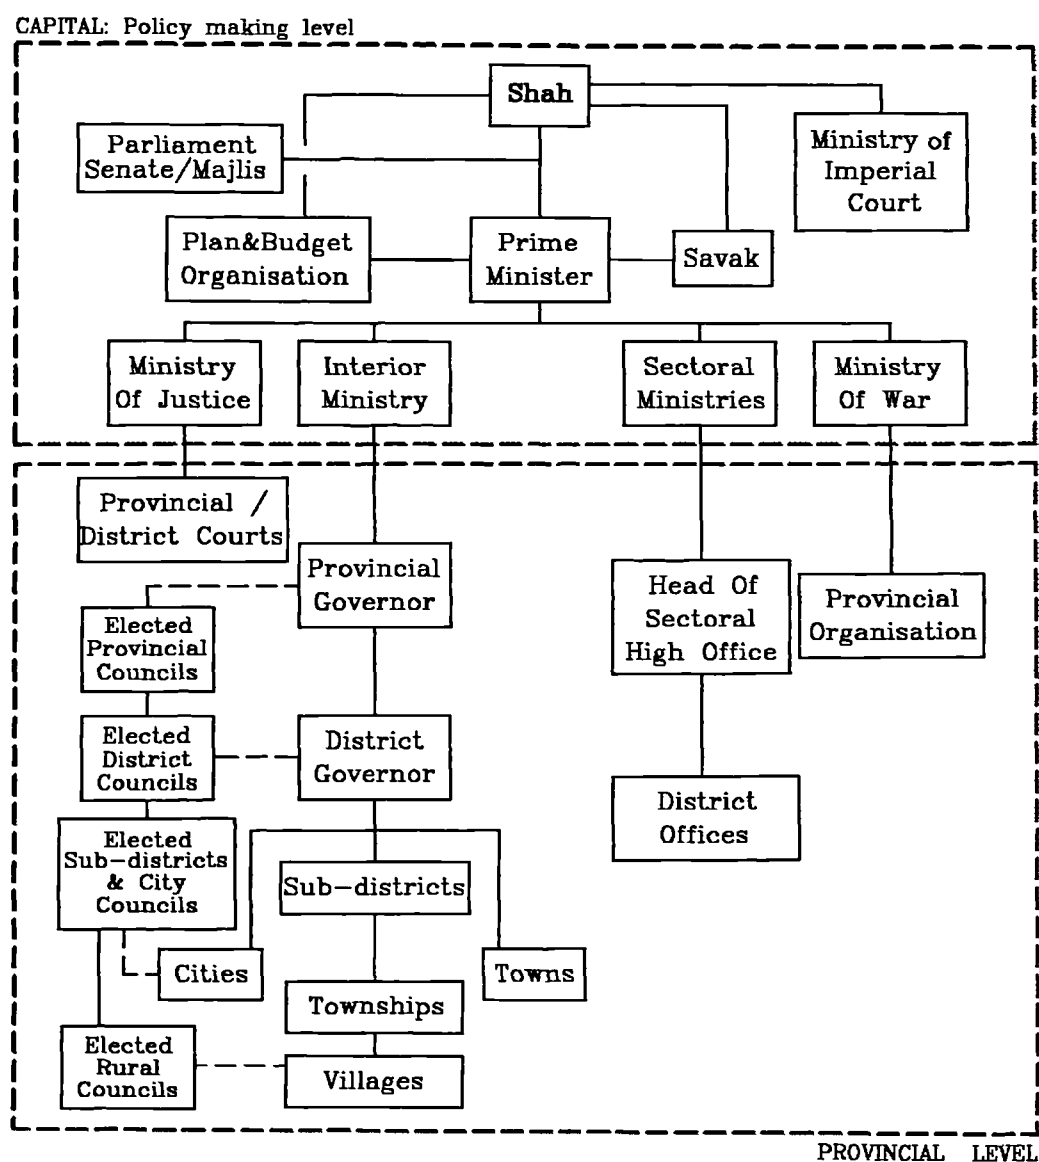 CAPITAL: Policy making level
Shah
Parliament
Senate/Majlis
Ministry of
Imperial
Court
Plan&Budget
Organisation
Prime
Minister
Savak
Ministry
Of Justice
Interior
Ministry
Sectoral
Ministries
Ministry
Of War
Provincial /
District Courts
Provincial
Governor
Head Of
Sectoral
High Office
Provincial
Organisation
Elected
Provincial
Councils
Elected
District
Councils
District
Governor
District
Offices
Elected
Sub-districts
& City
Councils
Sub-districts
Cities
Towns
Townships
Elected
Rural
Councils
Villages
PROVINCIAL LEVEL